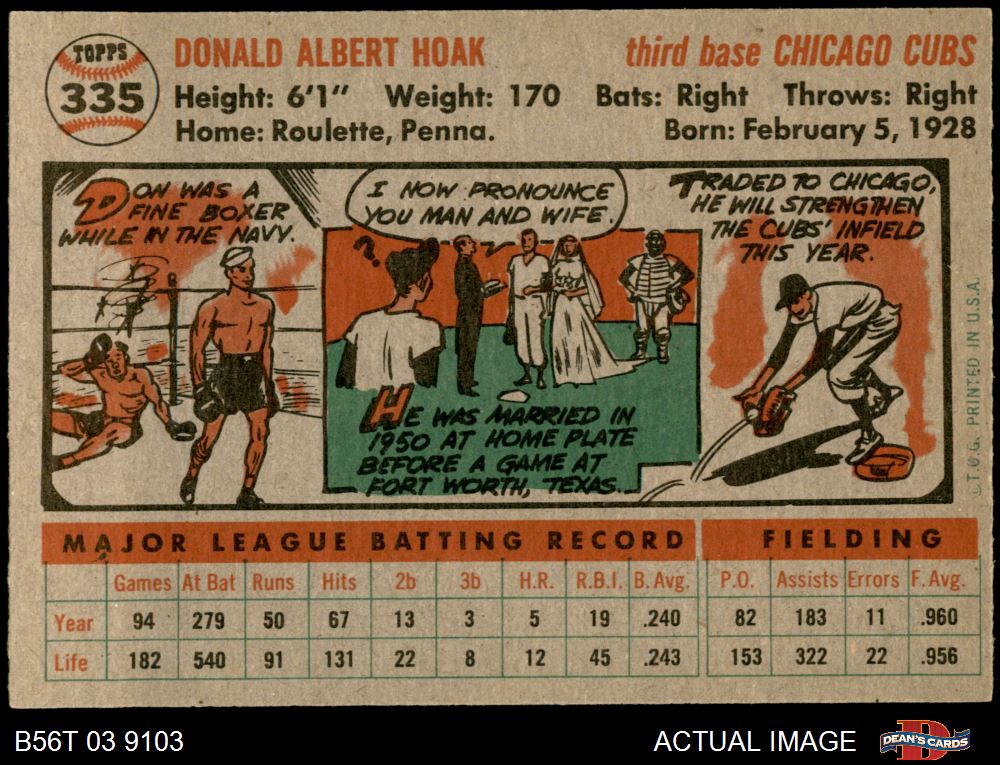 TOPPS
335
DONALD ALBERT HOAK
third base CHICAGO CUBS
Height: 6'1" Weight: 170 Bats: Right Throws: Right
Home: Roulette, Penna.
Born: February 5, 1928
DON WAS A
FINE BOXER
WHILE IN THE NAVY.
I NOW PRONOUNCE
YOU MAN AND WIFE.
?
HE WAS MARRIED IN
1950 AT HOME PLATE
BEFORE A GAME AT
FORT WORTH, TEXAS.
TRADED TO CHICAGO,
HE WILL STRENGTHEN
THE CUBS' INFIELD
THIS YEAR.
©T.C.G. PRINTED IN U.S.A.
MAJOR LEAGUE BATTING RECORD
FIELDING
Games At Bat Runs Hits 2b 3b H.R. R.B.I. B. Avg. P.O. Assists Errors F. Avg.
Year 94 279 50 67 13 3 5 19 .240 82 183 11 .960
Life 182 540 91 131 22 8 12 45 .243 153 322 22 .956
B56T 03 9103
ACTUAL IMAGE
DEAN'S CARDS